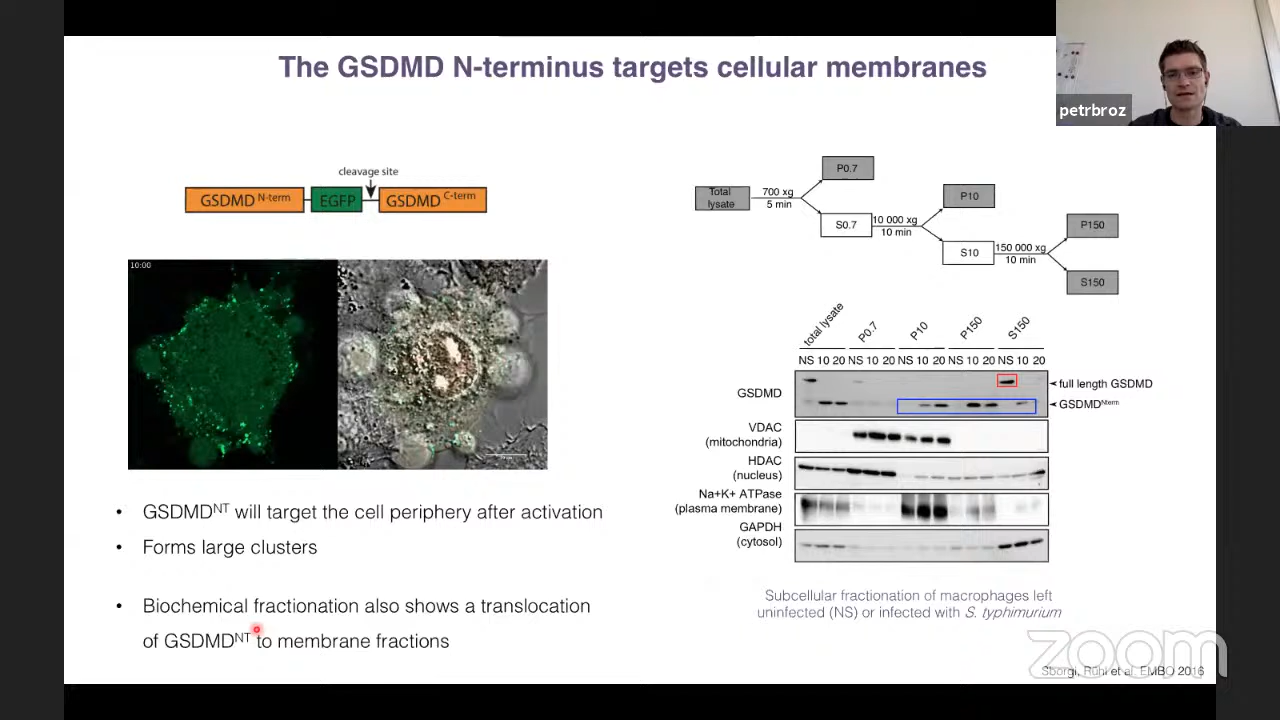 The GSDMD N-terminus targets cellular membranes
petrbroz
cleavage site
GSDMD N-term
EGFP
GSDMD C-term
10:00
GSDMDNT will target the cell periphery after activation
Forms large clusters
Biochemical fractionation also shows a translocation
of GSDMDNT to membrane fractions
Total
lysate
700 xg
5 min
P0.7
S0.7
10 000 xg
10 min
P10
S10
150 000 xg
10 min
P150
S150
total lysate
P0.7
P10
P150
S150
NS 10 20 NS 10 20 NS 10 20 NS 10 20 NS 10 20
GSDMD
full length GSDMD
GSDMDNterm
VDAC
(mitochondria)
HDAC
(nucleus)
Na+K+ ATPase
(plasma membrane)
GAPDH
(cytosol)
Subcellular fractionation of macrophages left
uninfected (NS) or infected with S. typhimurium
zoom
Sborgi, Rühl et al. EMBO 2016